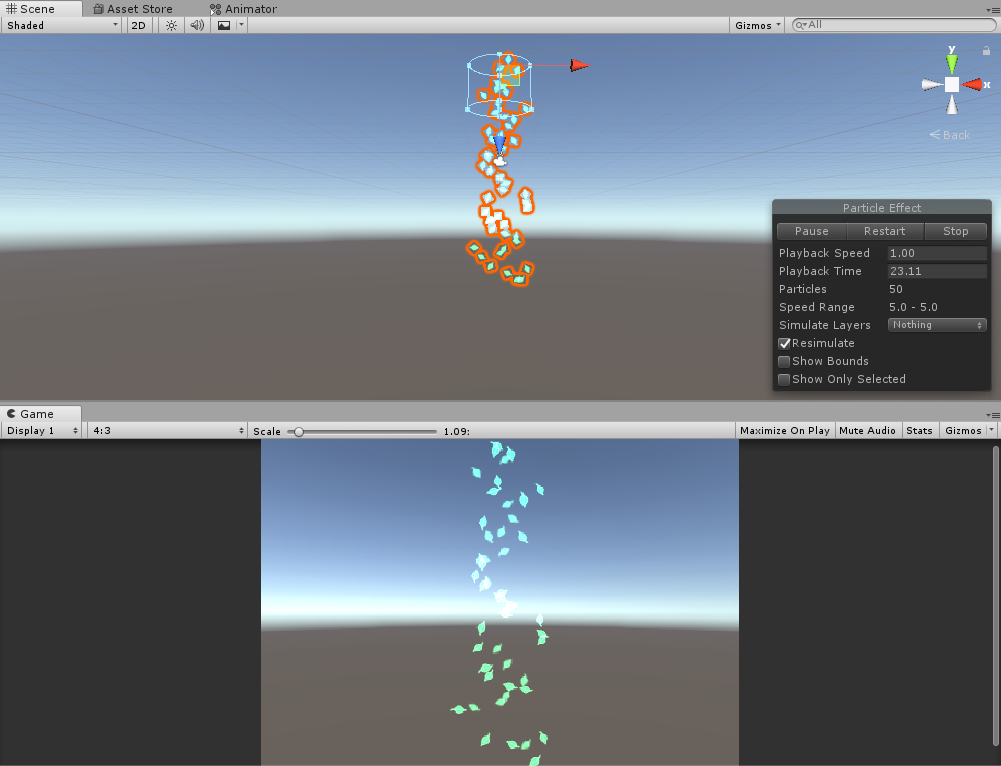 Scene Asset Store Animator
Shaded 2D Gizmos All
y
x
Back
Particle Effect
Pause Restart Stop
Playback Speed 1.00
Playback Time 23.11
Particles 50
Speed Range 5.0 - 5.0
Simulate Layers Nothing
Resimulate
Show Bounds
Show Only Selected
Game
Display 1 4:3 Scale 1.09: Maximize On Play Mute Audio Stats Gizmos